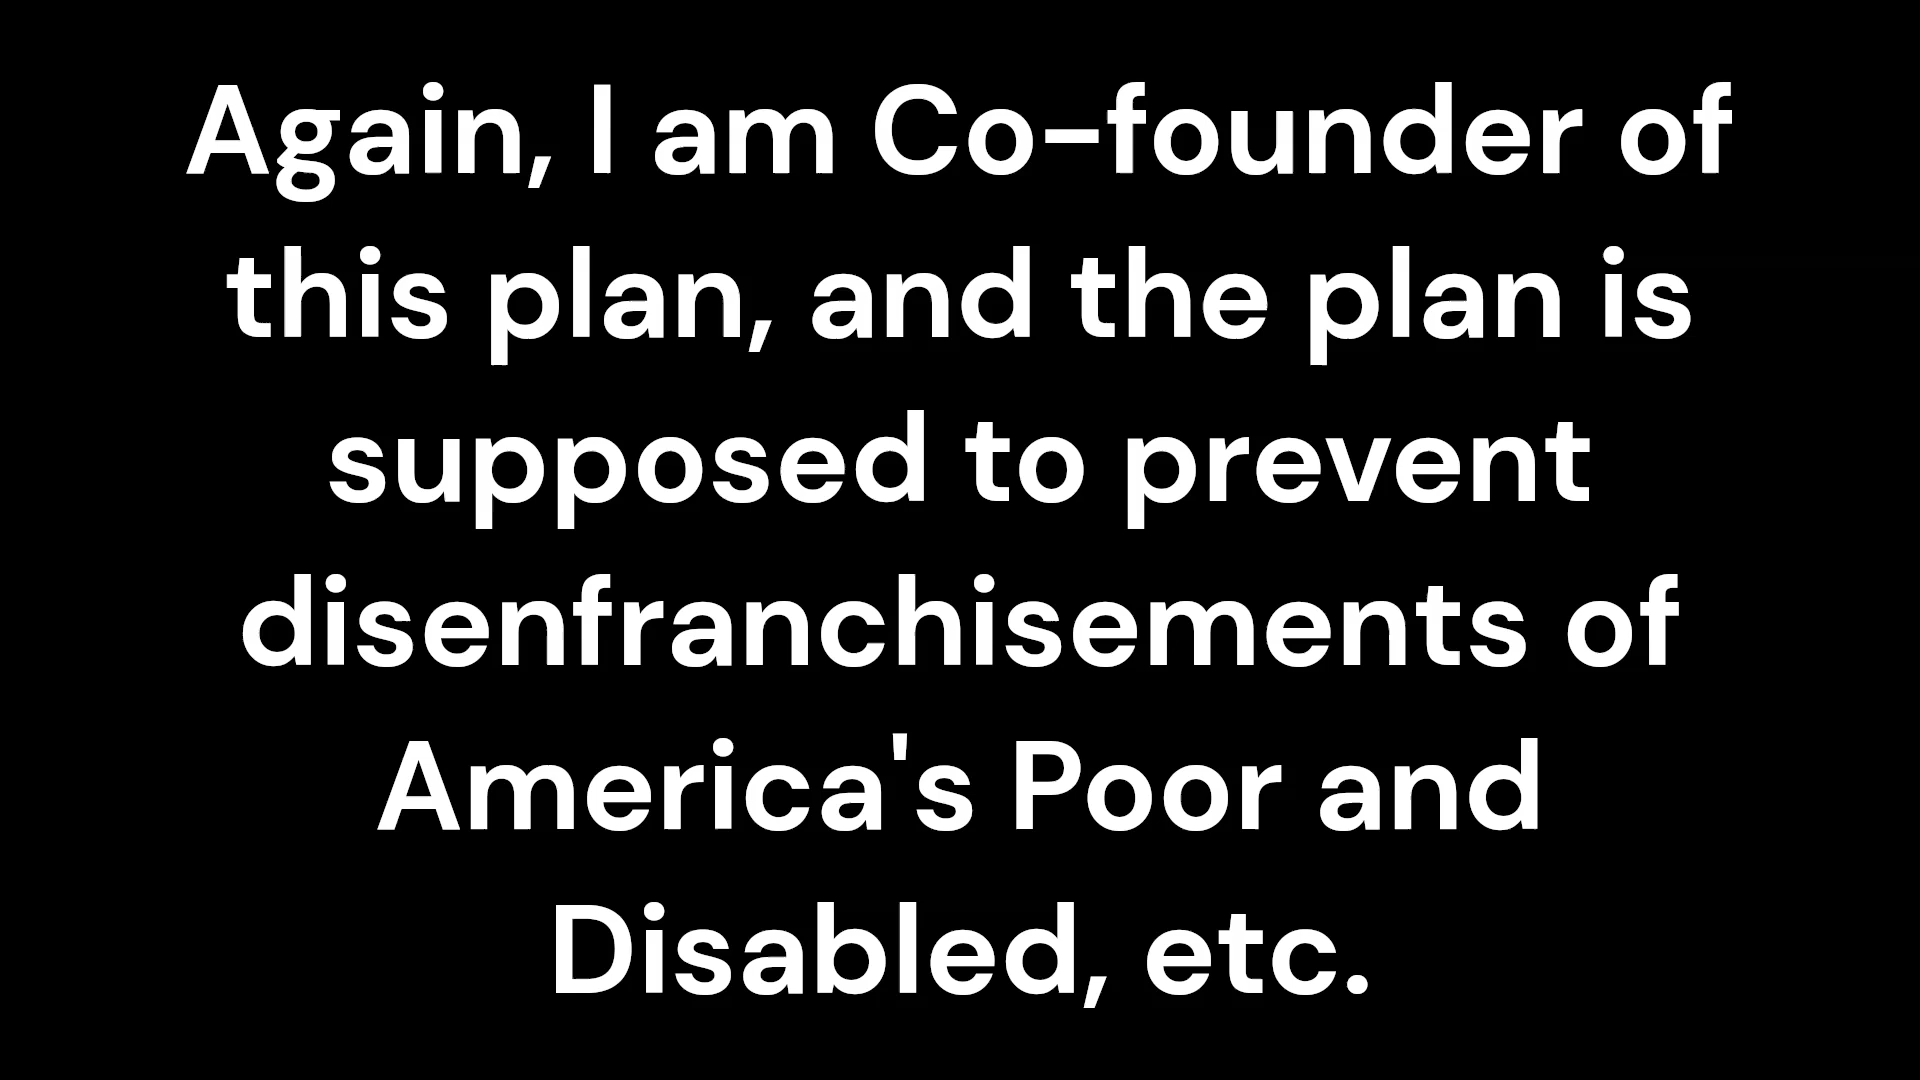 Again, I am Co-founder of
this plan, and the plan is
supposed to prevent
disenfranchisements of
America's Poor and
Disabled, etc.